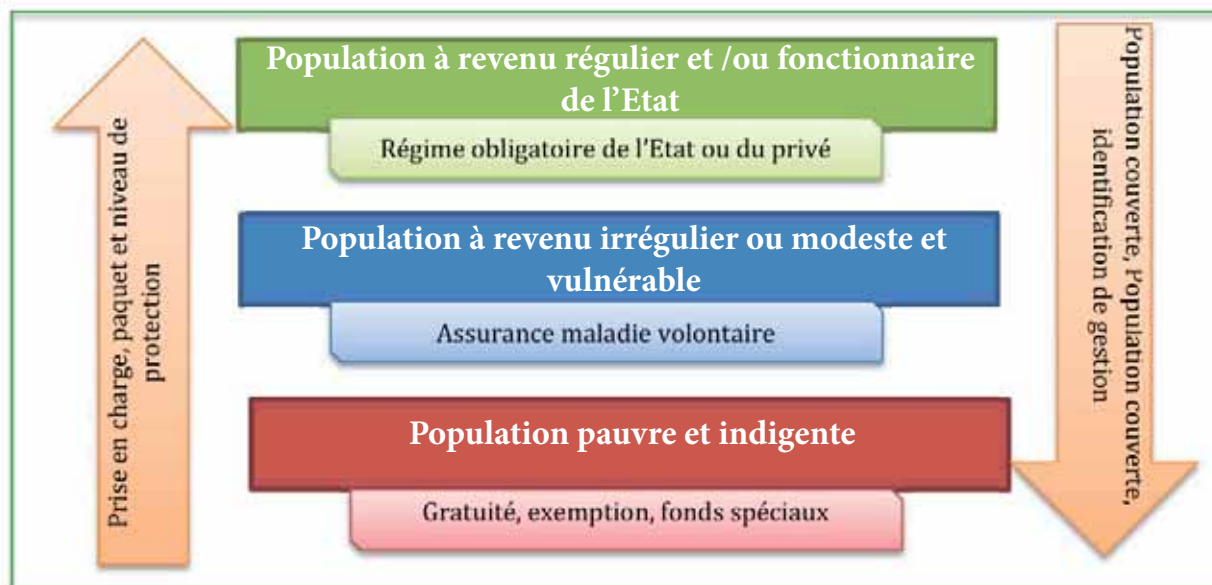 Prise en charge, paquet et niveau de
protection
Population à revenu régulier et /ou fonctionnaire
de l'Etat
Régime obligatoire de l'Etat ou du privé
Population à revenu irrégulier ou modeste et
vulnérable
Assurance maladie volontaire
Population pauvre et indigente
Gratuité, exemption, fonds spéciaux
Population couverte, Population couverte,
identification de gestion